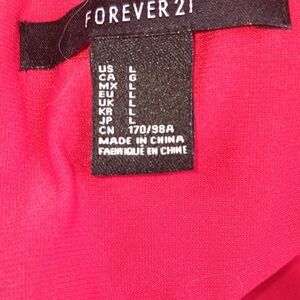 FOREVER 21
US L
CA G
MX L
EU L
UK L
KR L
JP L
CN 170/98A
MADE IN CHINA
FABRIQUÉ EN CHINE